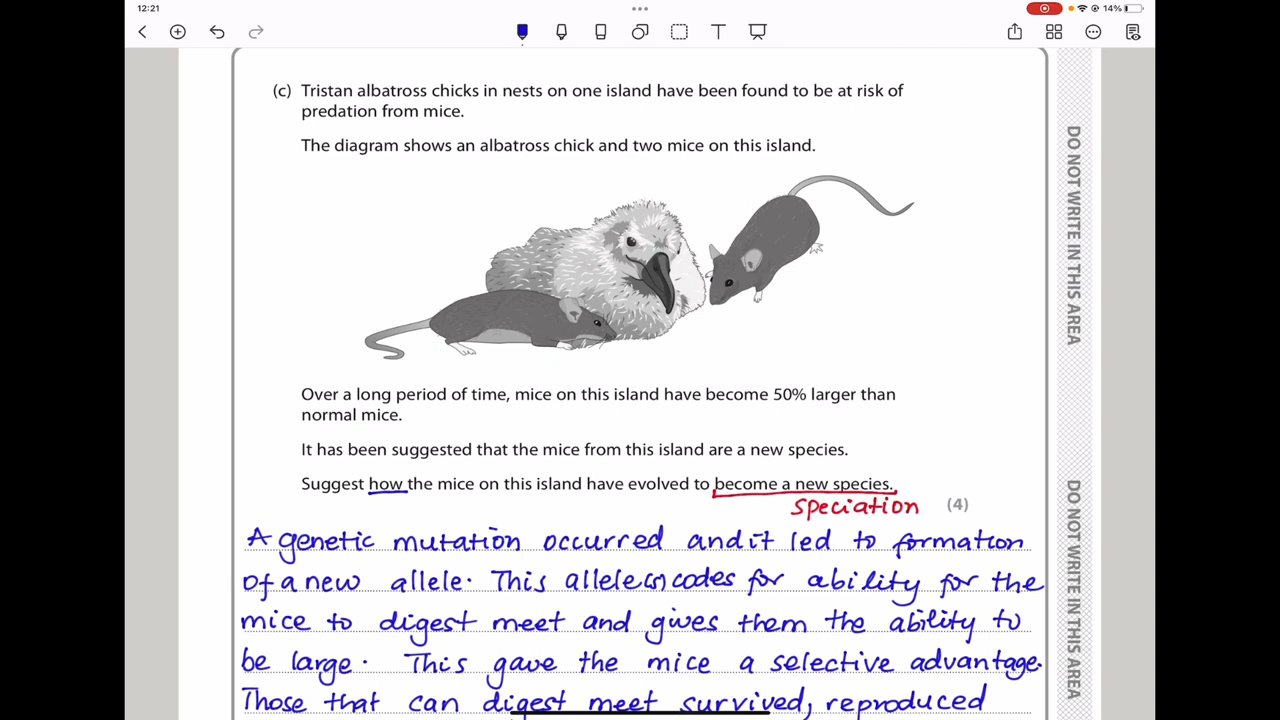 12:21
14%
(c) Tristan albatross chicks in nests on one island have been found to be at risk of
predation from mice.
The diagram shows an albatross chick and two mice on this island.
Over a long period of time, mice on this island have become 50% larger than
normal mice.
It has been suggested that the mice from this island are a new species.
Suggest how the mice on this island have evolved to become a new species.
speciation
(4)
A genetic mutation occurred and it led to formation
of a new allele. This allele(s) codes for ability for the
mice to digest meet and gives them the ability to
be large. This gave the mice a selective advantage.
Those that can digest meet survived, reproduced
DO NOT WRITE IN THIS AREA
DO NOT WRITE IN THIS AREA